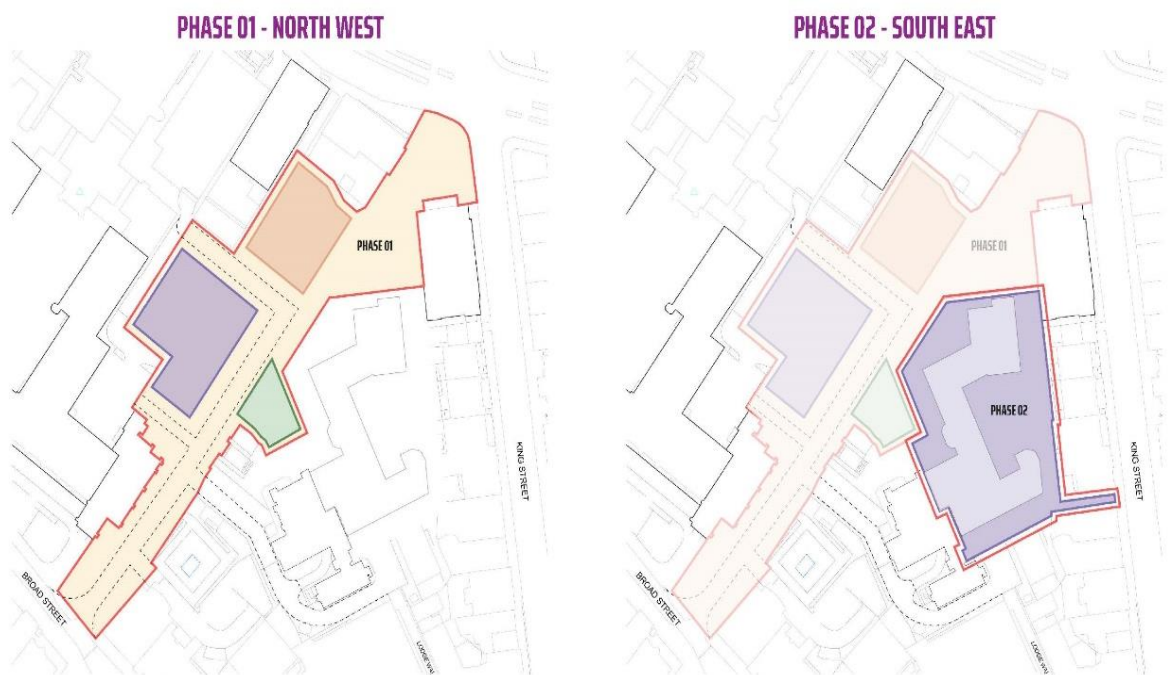 PHASE 01 - NORTH WEST
PHASE 01
KING STREET
BROAD STREET
PHASE 02 - SOUTH EAST
PHASE 01
PHASE 02
KING STREET
BROAD STREET